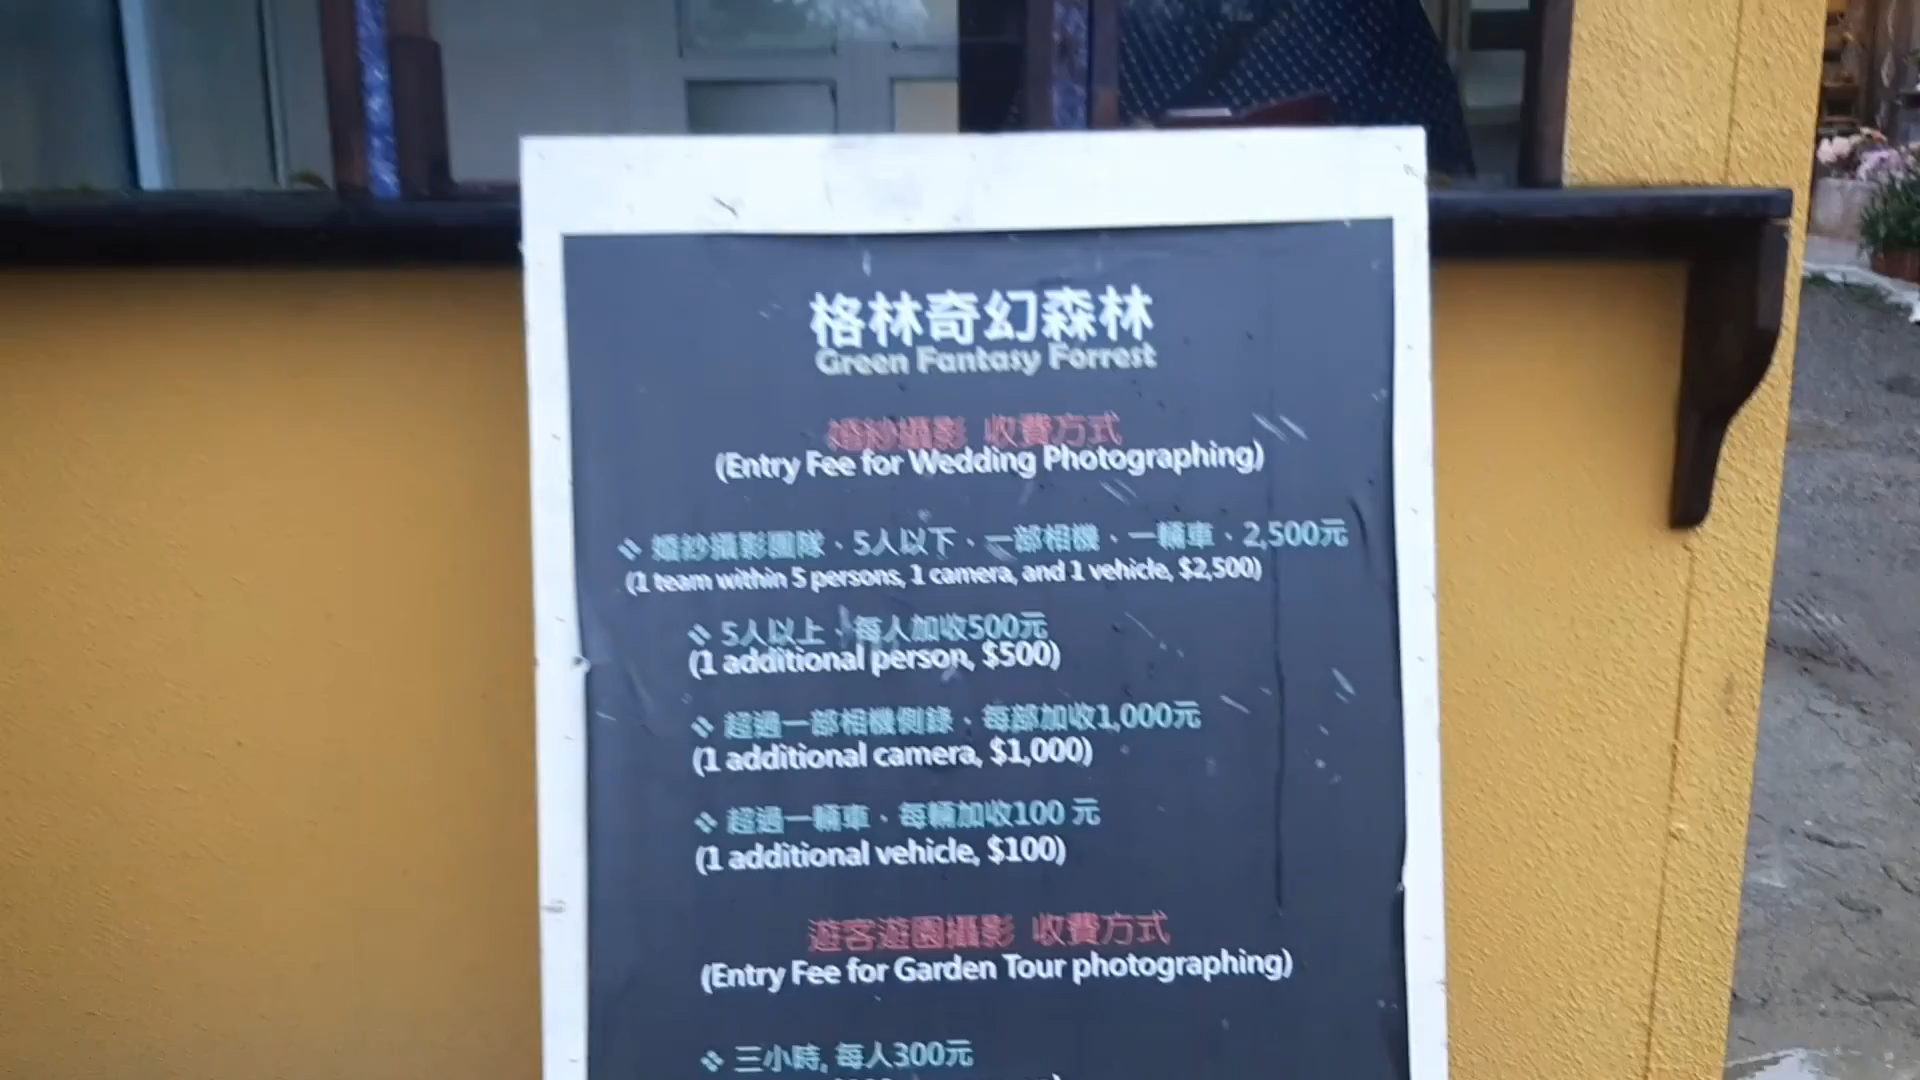 格林奇幻森林
Green Fantasy Forrest
婚紗攝影 收費方式
(Entry Fee for Wedding Photographing)
婚紗攝影團隊、5人以下、一部相機、一輛車、2,500元
(1 team within 5 persons, 1 camera, and 1 vehicle, $2,500)
5人以上、每人加收500元
(1 additional person, $500)
超過一部相機側錄、每部加收1,000元
(1 additional camera, $1,000)
超過一輛車、每輛加收100 元
(1 additional vehicle, $100)
遊客遊園攝影 收費方式
(Entry Fee for Garden Tour photographing)
三小時, 每人300元